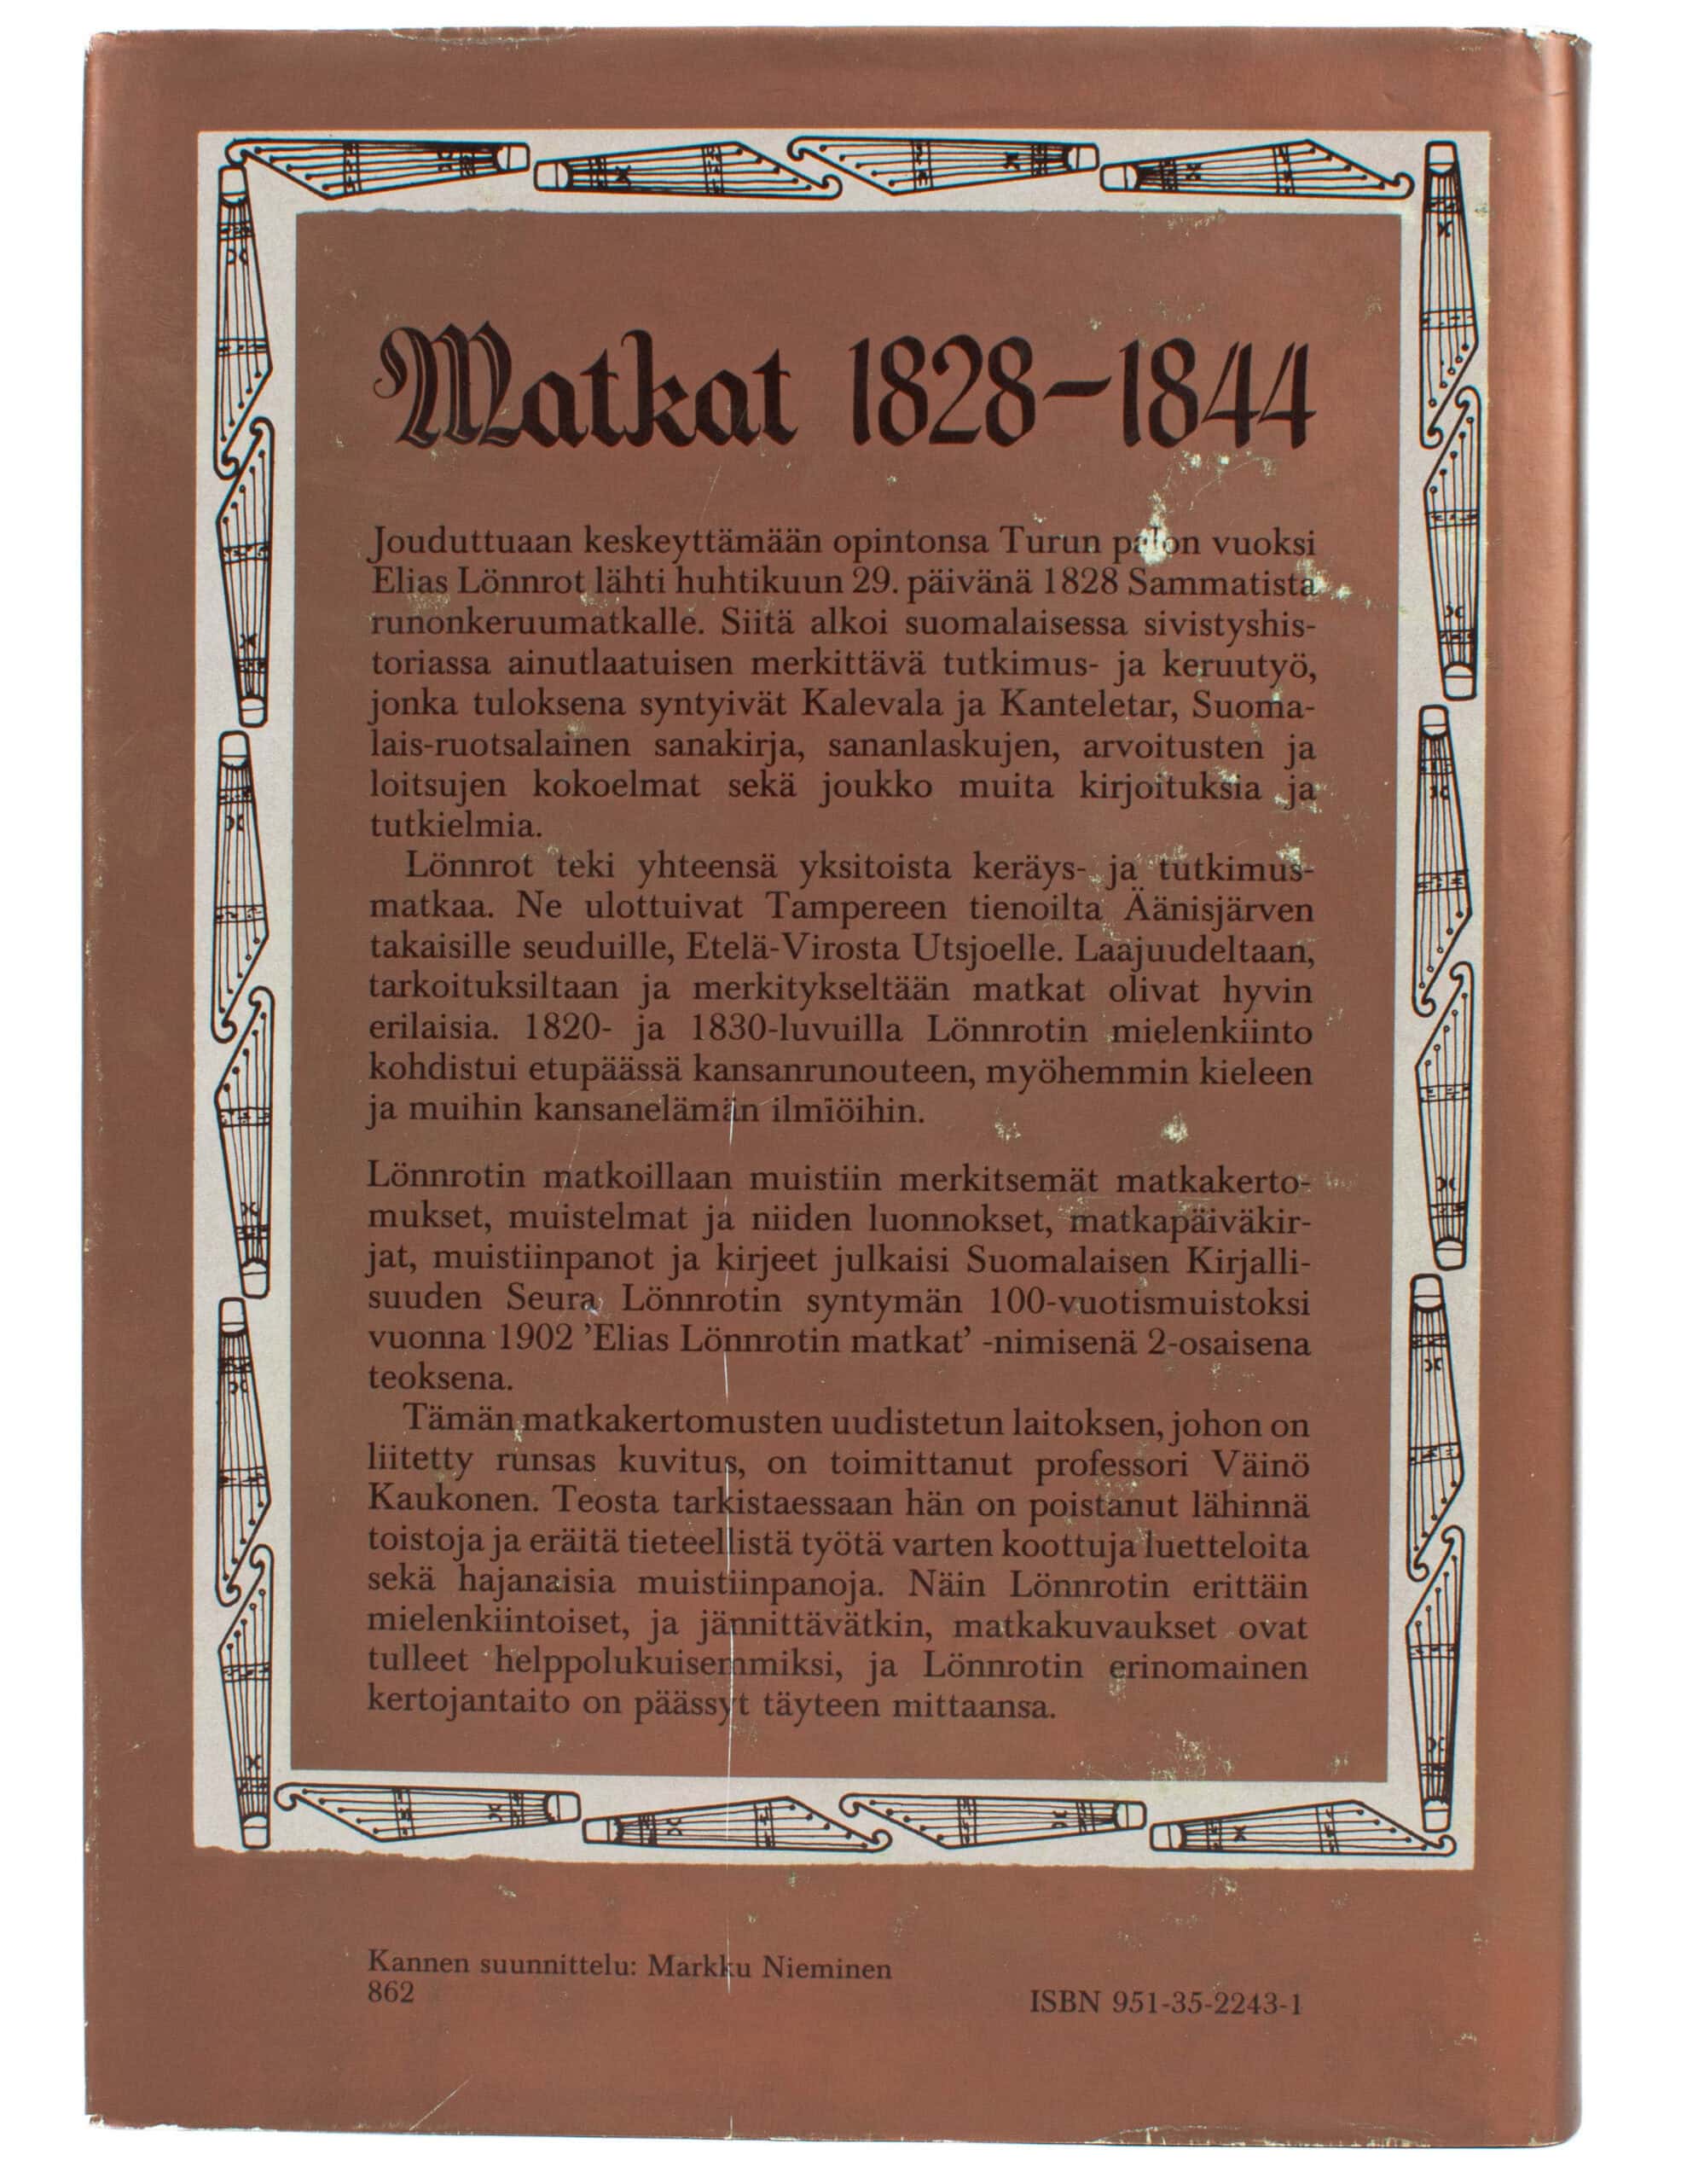 Matkat 1828–1844
Jouduttuaan keskeyttämään opintonsa Turun palon vuoksi
Elias Lönnrot lähti huhtikuun 29. päivänä 1828 Sammatista
runonkeruumatkalle. Siitä alkoi suomalaisessa sivistyshis-
toriassa ainutlaatuisen merkittävä tutkimus- ja keruutyö,
jonka tuloksena syntyivät Kalevala ja Kanteletar, Suoma-
lais-ruotsalainen sanakirja, sananlaskujen, arvoitusten ja
loitsujen kokoelmat sekä joukko muita kirjoituksia ja
tutkielmia.
Lönnrot teki yhteensä yksitoista keräys- ja tutkimus-
matkaa. Ne ulottuivat Tampereen tienoilta Äänisjärven
takaisille seuduille, Etelä-Virosta Utsjoelle. Laajuudeltaan,
tarkoituksiltaan ja merkitykseltään matkat olivat hyvin
erilaisia. 1820- ja 1830-luvuilla Lönnrotin mielenkiinto
kohdistui etupäässä kansanrunouteen, myöhemmin kieleen
ja muihin kansanelämän ilmiöihin.
Lönnrotin matkoillaan muistiin merkitsemät matkakerto-
mukset, muistelmat ja niiden luonnokset, matkapäiväkir-
jat, muistiinpanot ja kirjeet julkaisi Suomalaisen Kirjalli-
suuden Seura Lönnrotin syntymän 100-vuotismuistoksi
vuonna 1902 ’Elias Lönnrotin matkat’ -nimisenä 2-osaisena
teoksena.
Tämän matkakertomusten uudistetun laitoksen, johon on
liitetty runsas kuvitus, on toimittanut professori Väinö
Kaukonen. Teosta tarkistaessaan hän on poistanut lähinnä
toistoja ja eräitä tieteellistä työtä varten koottuja luetteloita
sekä hajanaisia muistiinpanoja. Näin Lönnrotin erittäin
mielenkiintoiset, ja jännittävätkin, matkakuvaukset ovat
tulleet helppolukuisemmiksi, ja Lönnrotin erinomainen
kertojantaito on päässyt täyteen mittaansa.
Kannen suunnittelu: Markku Nieminen
862
ISBN 951-35-2243-1